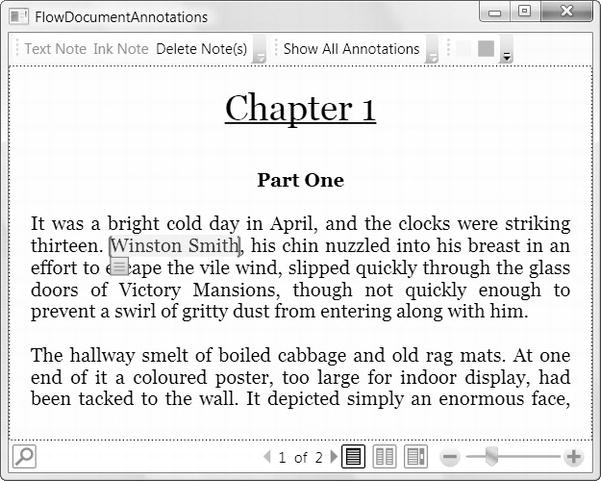 FlowDocumentAnnotations
Text Note Ink Note Delete Note(s) Show All Annotations
Chapter 1
Part One
It was a bright cold day in April, and the clocks were striking
thirteen. Winston Smith, his chin nuzzled into his breast in an
effort to escape the vile wind, slipped quickly through the glass
doors of Victory Mansions, though not quickly enough to
prevent a swirl of gritty dust from entering along with him.
The hallway smelt of boiled cabbage and old rag mats. At one
end of it a coloured poster, too large for indoor display, had
been tacked to the wall. It depicted simply an enormous face,
1 of 2